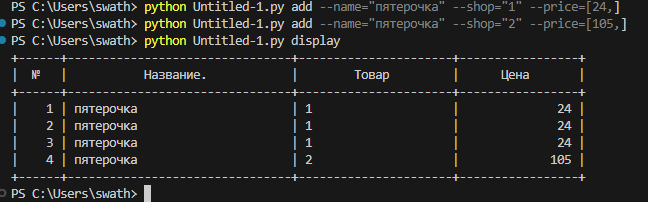 PS C:\Users\swath> python Untitled-1.py add --name="пятерочка" --shop="1" --price=[24,]
PS C:\Users\swath> python Untitled-1.py add --name="пятерочка" --shop="2" --price=[105,]
PS C:\Users\swath> python Untitled-1.py display
+------+--------------------------------+----------------------+-----------------+
|  №   |           Название.            |        Товар         |      Цена       |
+------+--------------------------------+----------------------+-----------------+
|    1 | пятерочка                      | 1                    |              24 |
|    2 | пятерочка                      | 1                    |              24 |
|    3 | пятерочка                      | 1                    |              24 |
|    4 | пятерочка                      | 2                    |             105 |
+------+--------------------------------+----------------------+-----------------+
PS C:\Users\swath>